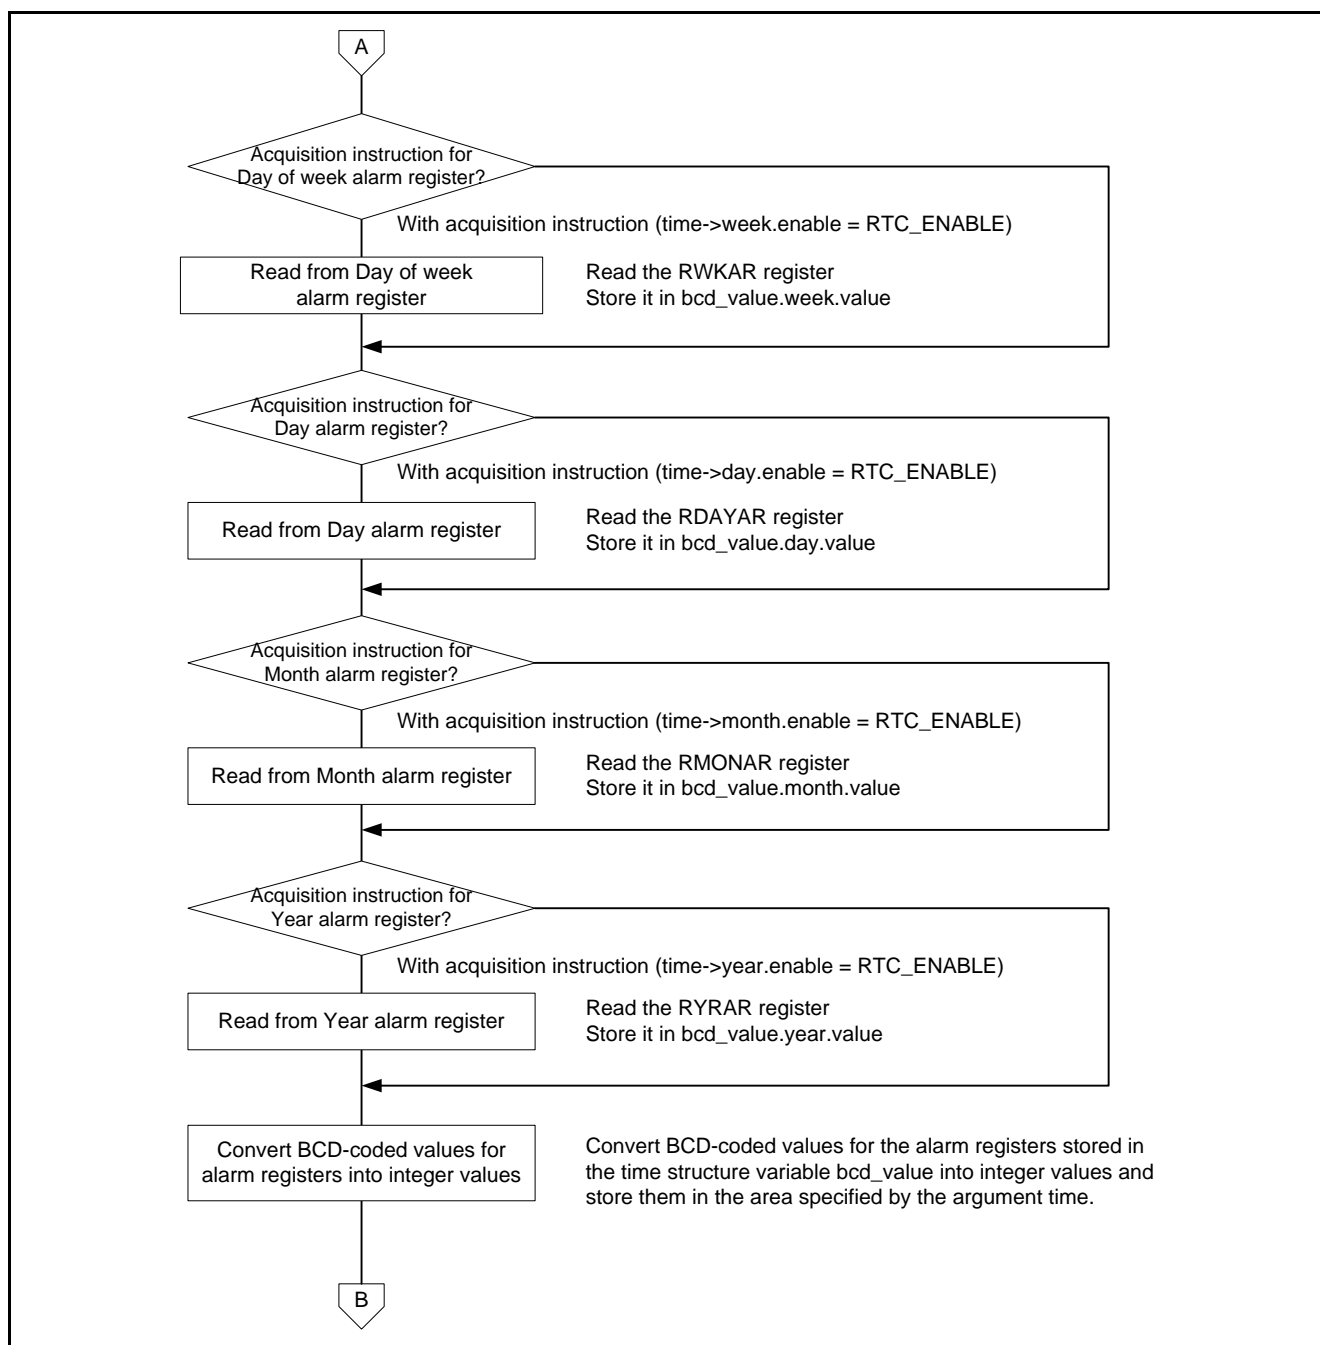 A
Acquisition instruction for
Day of week alarm register?
With acquisition instruction (time->week.enable = RTC_ENABLE)
Read from Day of week
alarm register
Read the RWKAR register
Store it in bcd_value.week.value
Acquisition instruction for
Day alarm register?
With acquisition instruction (time->day.enable = RTC_ENABLE)
Read from Day alarm register
Read the RDAYAR register
Store it in bcd_value.day.value
Acquisition instruction for
Month alarm register?
With acquisition instruction (time->month.enable = RTC_ENABLE)
Read from Month alarm register
Read the RMONAR register
Store it in bcd_value.month.value
Acquisition instruction for
Year alarm register?
With acquisition instruction (time->year.enable = RTC_ENABLE)
Read from Year alarm register
Read the RYRAR register
Store it in bcd_value.year.value
Convert BCD-coded values for
alarm registers into integer values
Convert BCD-coded values for the alarm registers stored in
the time structure variable bcd_value into integer values and
store them in the area specified by the argument time.
B